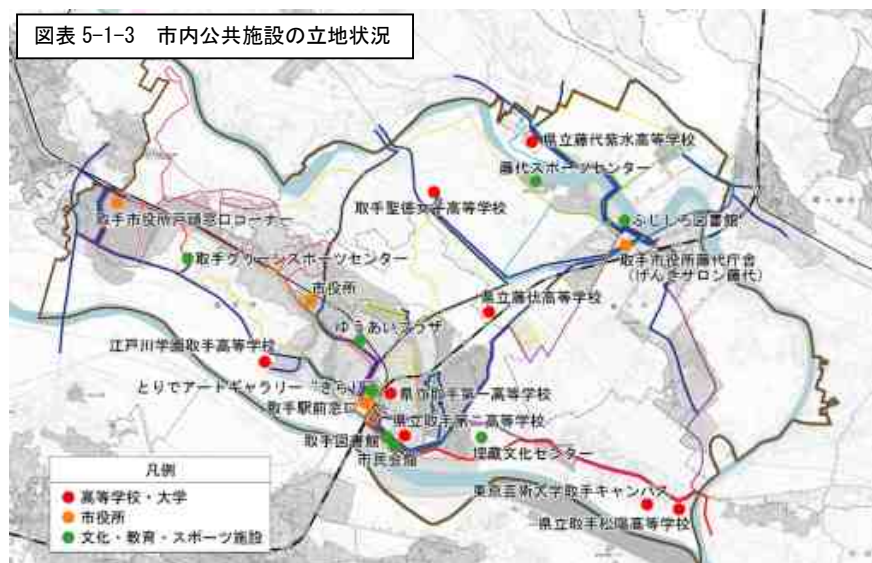 図表 5-1-3 市内公共施設の立地状況
県立藤代紫水高等学校
藤代スポーツセンター
取手聖徳女子高等学校
取手市役所戸頭窓口コーナー
ふじしろ図書館
取手市役所藤代庁舎
(げんきサロン藤代)
取手グリーンスポーツセンター
市役所
県立藤代高等学校
ゆうあいプラザ
江戸川学園取手高等学校
とりでアートギャラリー「きらり」
県立取手第一高等学校
取手駅前窓口
県立取手第二高等学校
取手図書館
市民会館
埋蔵文化センター
東京芸術大学取手キャンパス
県立取手松陽高等学校
凡例
高等学校・大学
市役所
文化・教育・スポーツ施設